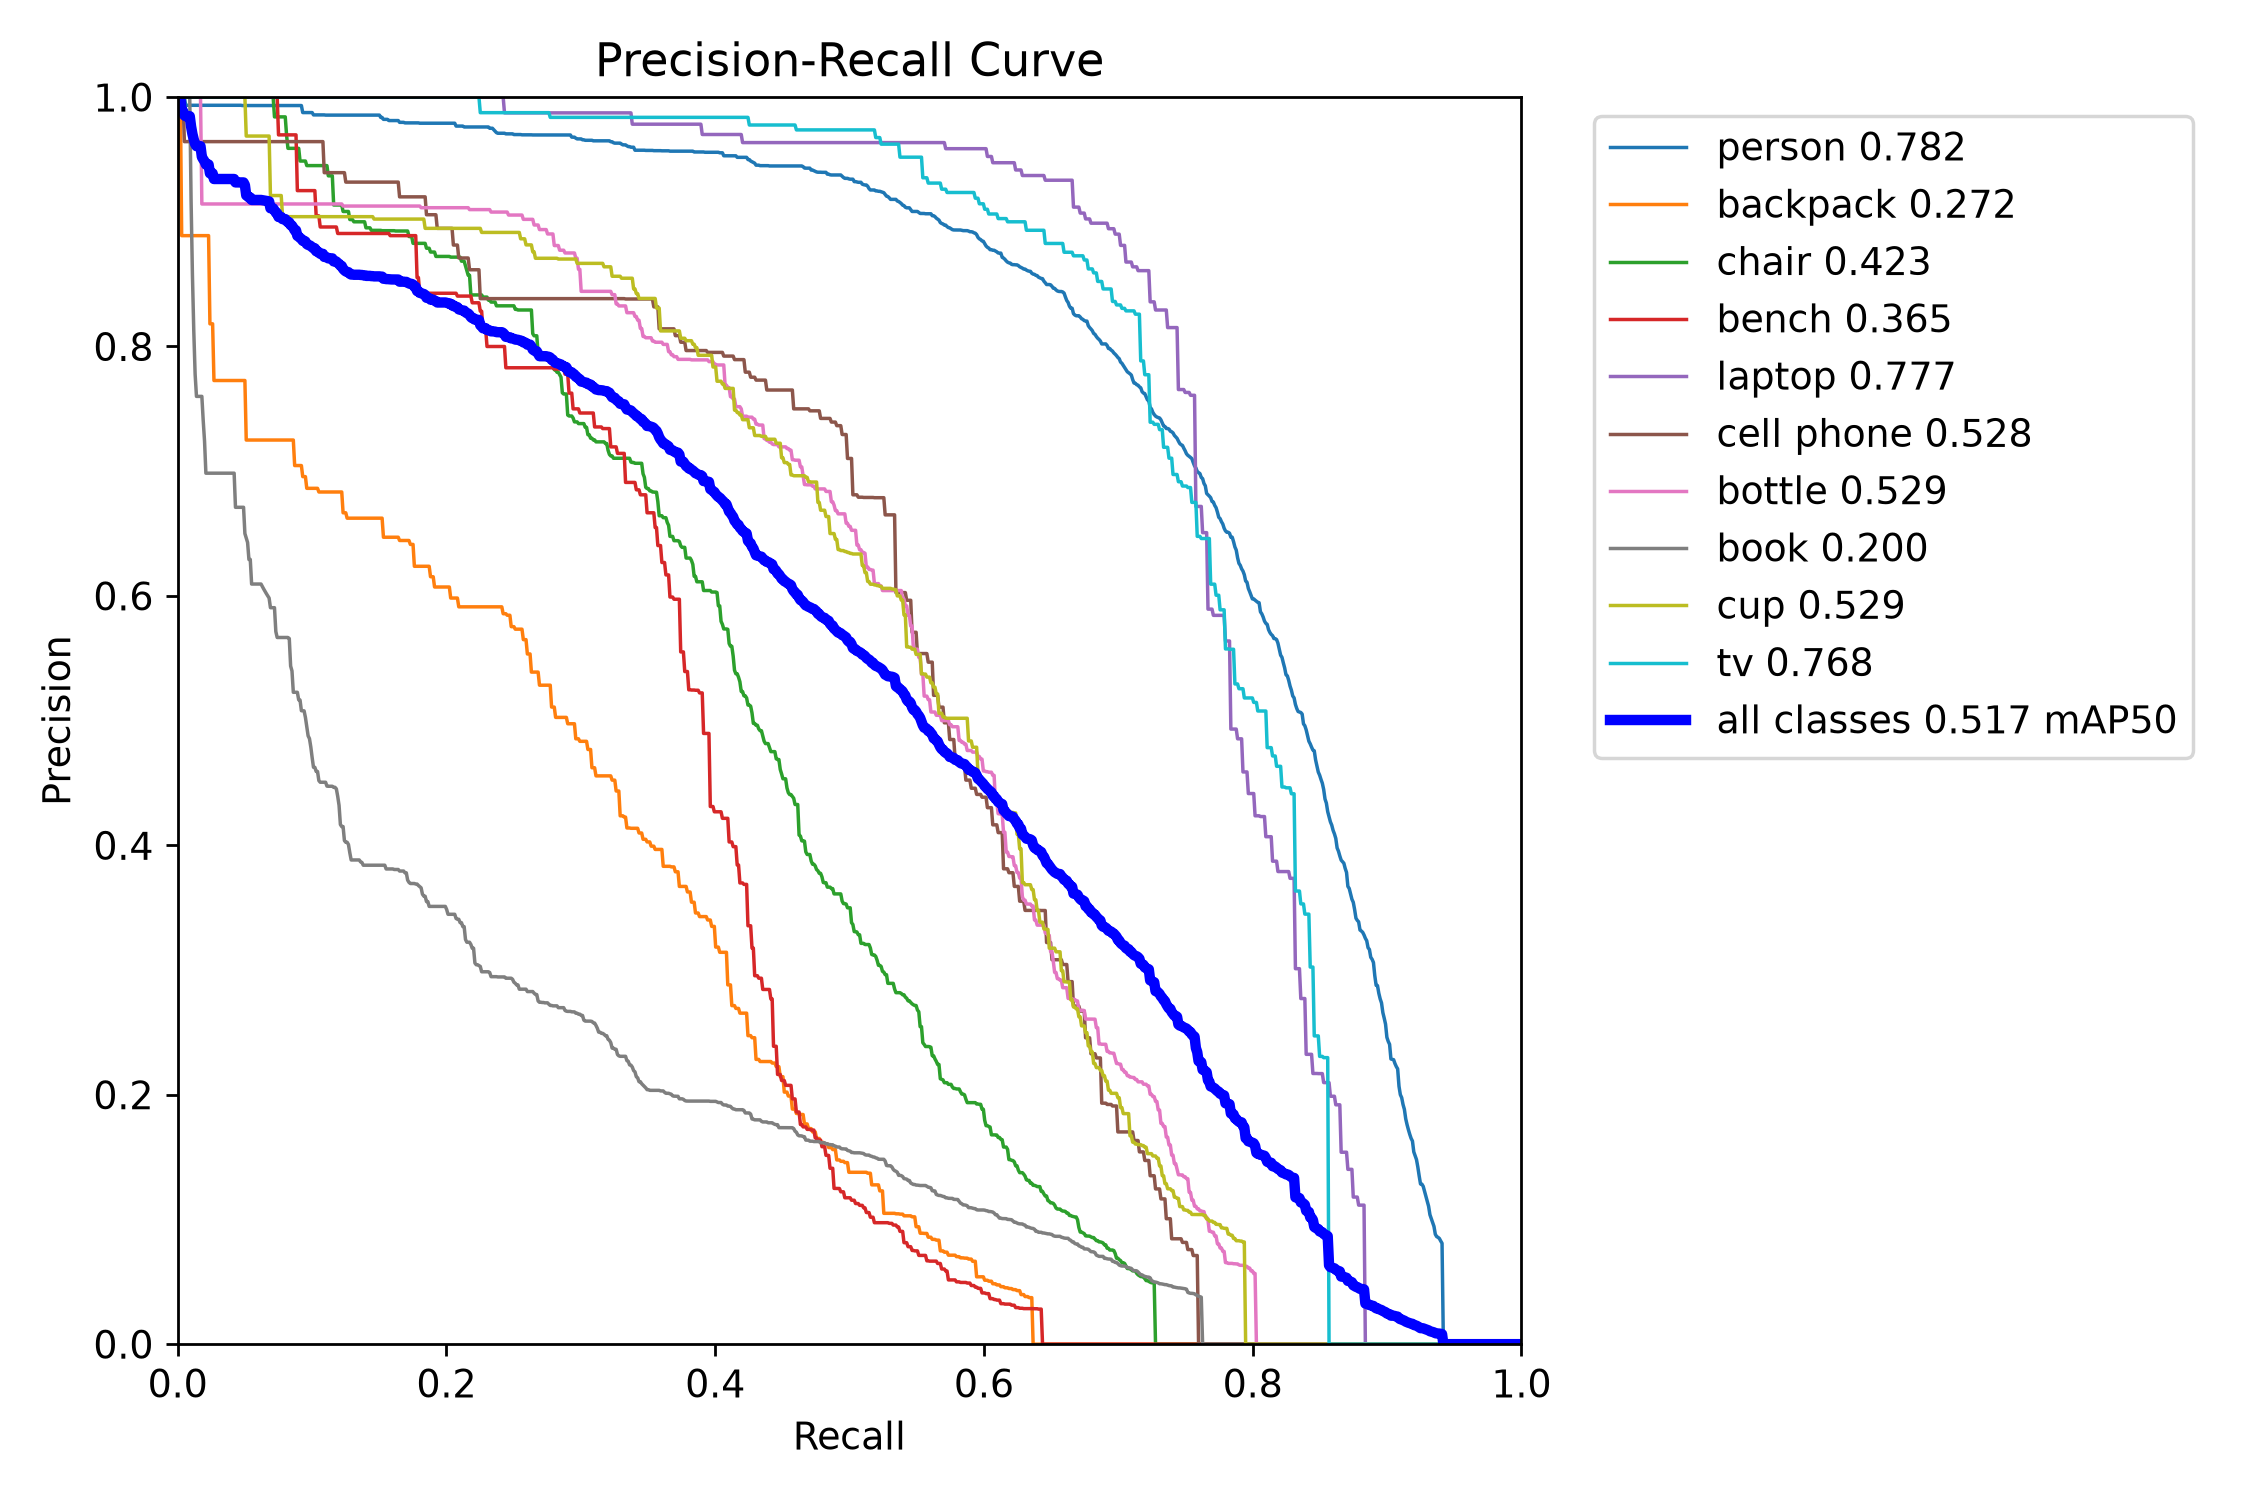 Precision-Recall Curve
1.0
0.8
0.6
0.4
0.2
0.0
Precision
0.0 0.2 0.4 0.6 0.8 1.0
Recall
person 0.782
backpack 0.272
chair 0.423
bench 0.365
laptop 0.777
cell phone 0.528
bottle 0.529
book 0.200
cup 0.529
tv 0.768
all classes 0.517 mAP50